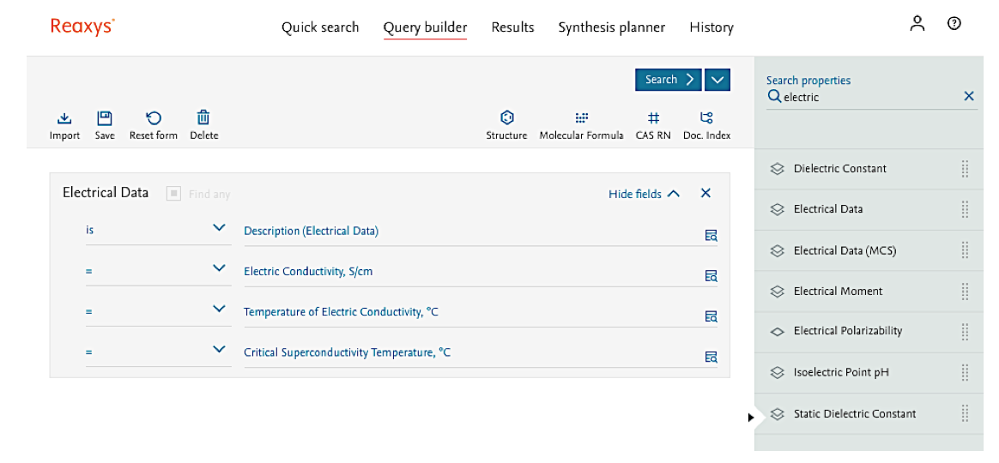 Reaxys®
Quick search Query builder Results Synthesis planner History
Search
Import Save Reset form Delete
Structure Molecular Formula CAS RN Doc. Index
Electrical Data Find any Hide fields
is Description (Electrical Data)
= Electric Conductivity, S/cm
= Temperature of Electric Conductivity, °C
= Critical Superconductivity Temperature, °C
Search properties
electric
Dielectric Constant
Electrical Data
Electrical Data (MCS)
Electrical Moment
Electrical Polarizability
Isoelectric Point pH
Static Dielectric Constant